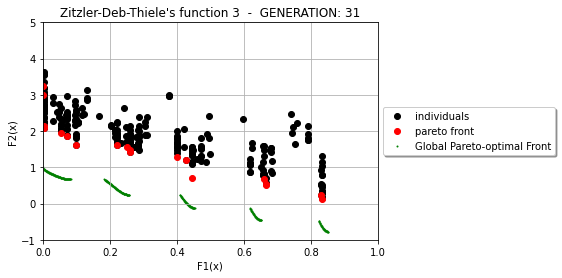 Zitzler-Deb-Thiele's function 3 - GENERATION: 31
F2(x)
5
4
3
2
1
0
−1
0.0 0.2 0.4 0.6 0.8 1.0
F1(x)
individuals
pareto front
Global Pareto-optimal Front